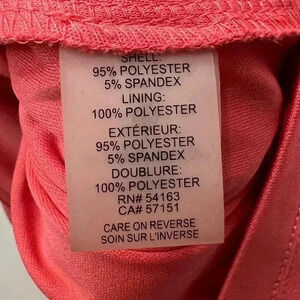 SHELL:
95% POLYESTER
5% SPANDEX
LINING:
100% POLYESTER
EXTÉRIEUR:
95% POLYESTER
5% SPANDEX
DOUBLURE:
100% POLYESTER
RN# 54163
CA# 57151
CARE ON REVERSE
SOIN SUR L'INVERSE